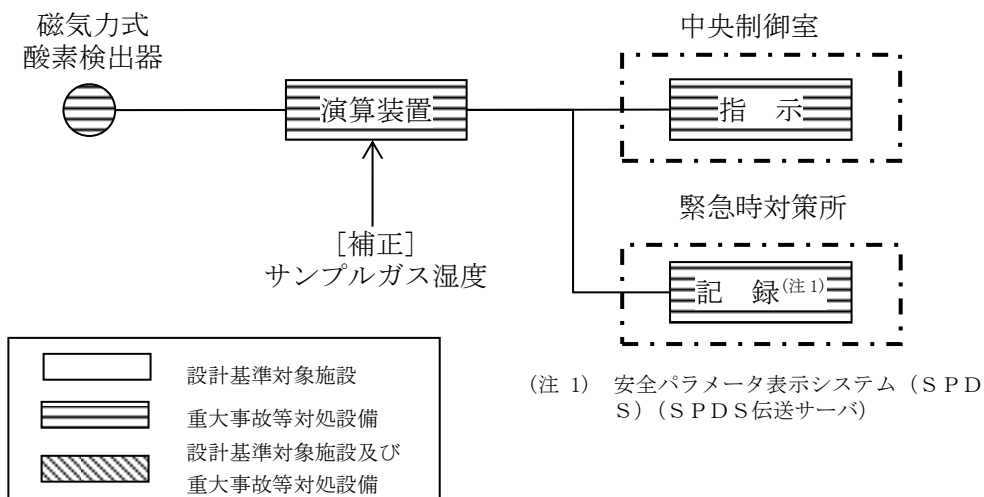 磁気力式
酸素検出器
演算装置
[補正]
サンプルガス湿度
中央制御室
指　示
緊急時対策所
記　録(注 1)
(注 1)　安全パラメータ表示システム（ＳＰＤ
Ｓ）（ＳＰＤＳ伝送サーバ）
設計基準対象施設
重大事故等対処設備
設計基準対象施設及び
重大事故等対処設備